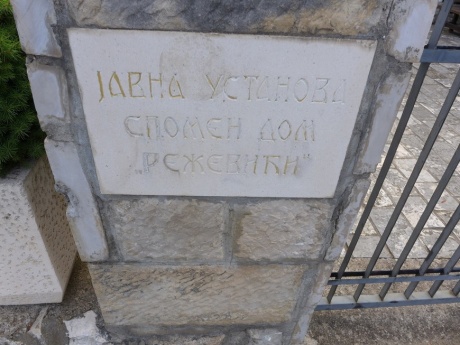 ЈАВНА УСТАНОВА
СПОМЕН ДОМ
„РЕЖЕВИЋИ"